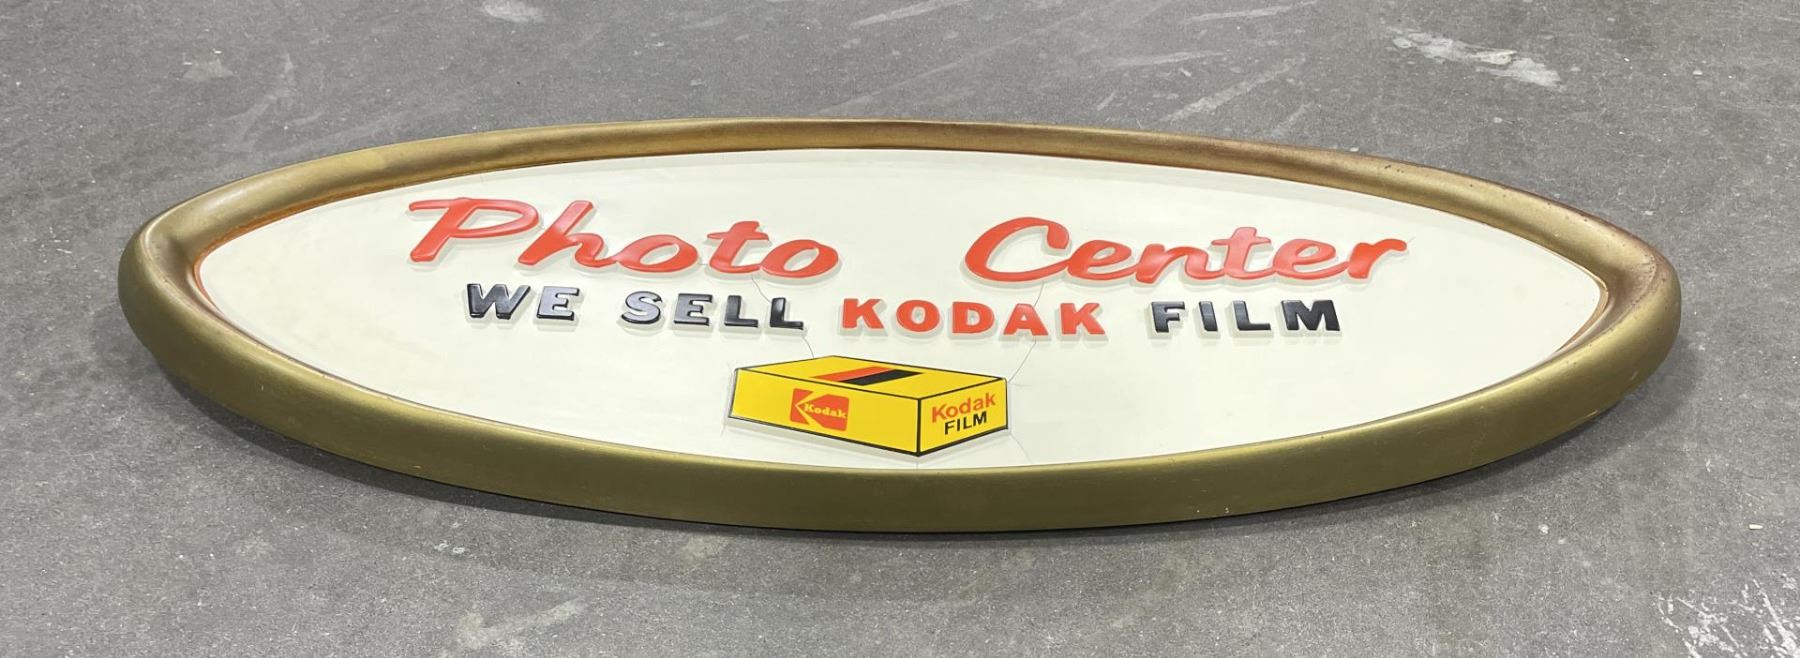 Photo Center
WE SELL KODAK FILM
Kodak
Kodak
FILM